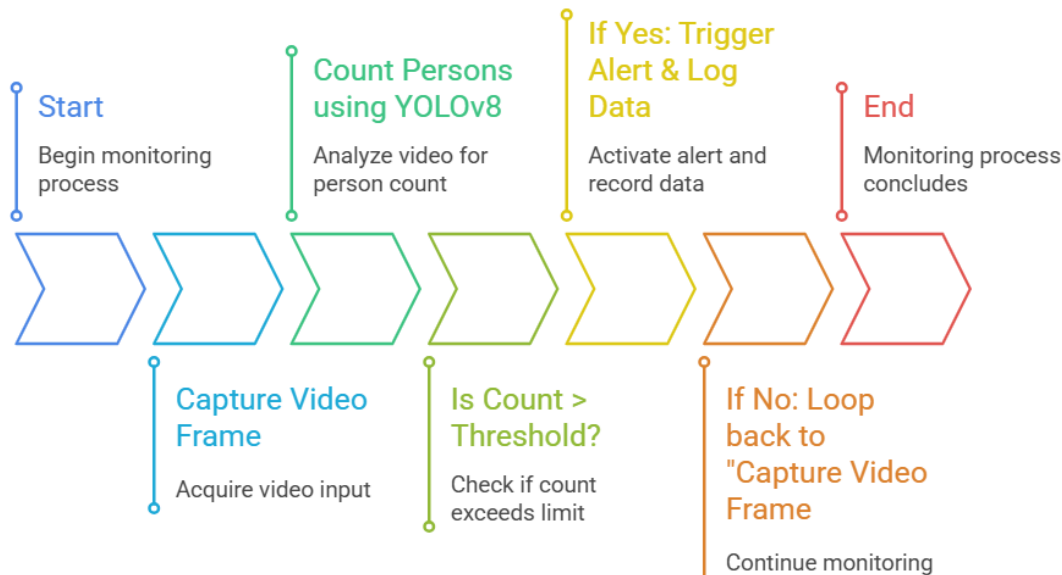 Start
Begin monitoring
process
Capture Video
Frame
Acquire video input
Count Persons
using YOLOv8
Analyze video for
person count
Is Count >
Threshold?
Check if count
exceeds limit
If Yes: Trigger
Alert & Log
Data
Activate alert and
record data
If No: Loop
back to
"Capture Video
Frame
Continue monitoring
End
Monitoring process
concludes